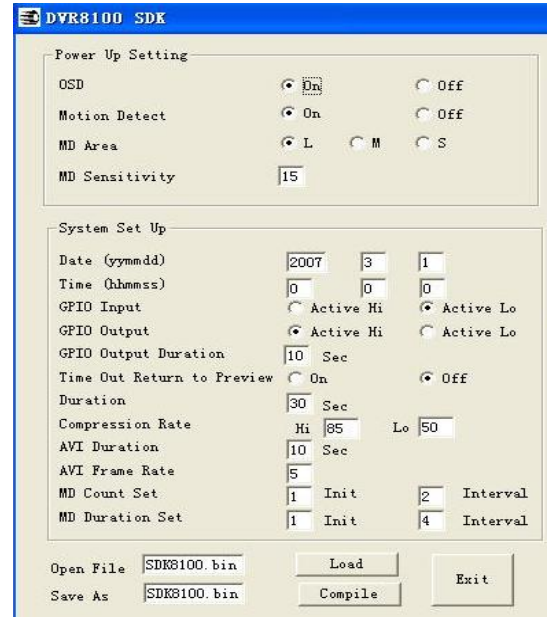 DVR8100 SDK
Power Up Setting
OSD On Off
Motion Detect On Off
MD Area L M S
MD Sensitivity 15
System Set Up
Date (yymmdd) 2007 3 1
Time (hhmmss) 0 0 0
GPIO Input Active Hi Active Lo
GPIO Output Active Hi Active Lo
GPIO Output Duration 10 Sec
Time Out Return to Preview On Off
Duration 30 Sec
Compression Rate Hi 85 Lo 50
AVI Duration 10 Sec
AVI Frame Rate 5
MD Count Set 1 Init 2 Interval
MD Duration Set 1 Init 4 Interval
Open File SDK8100.bin Load
Save As SDK8100.bin Compile
Exit